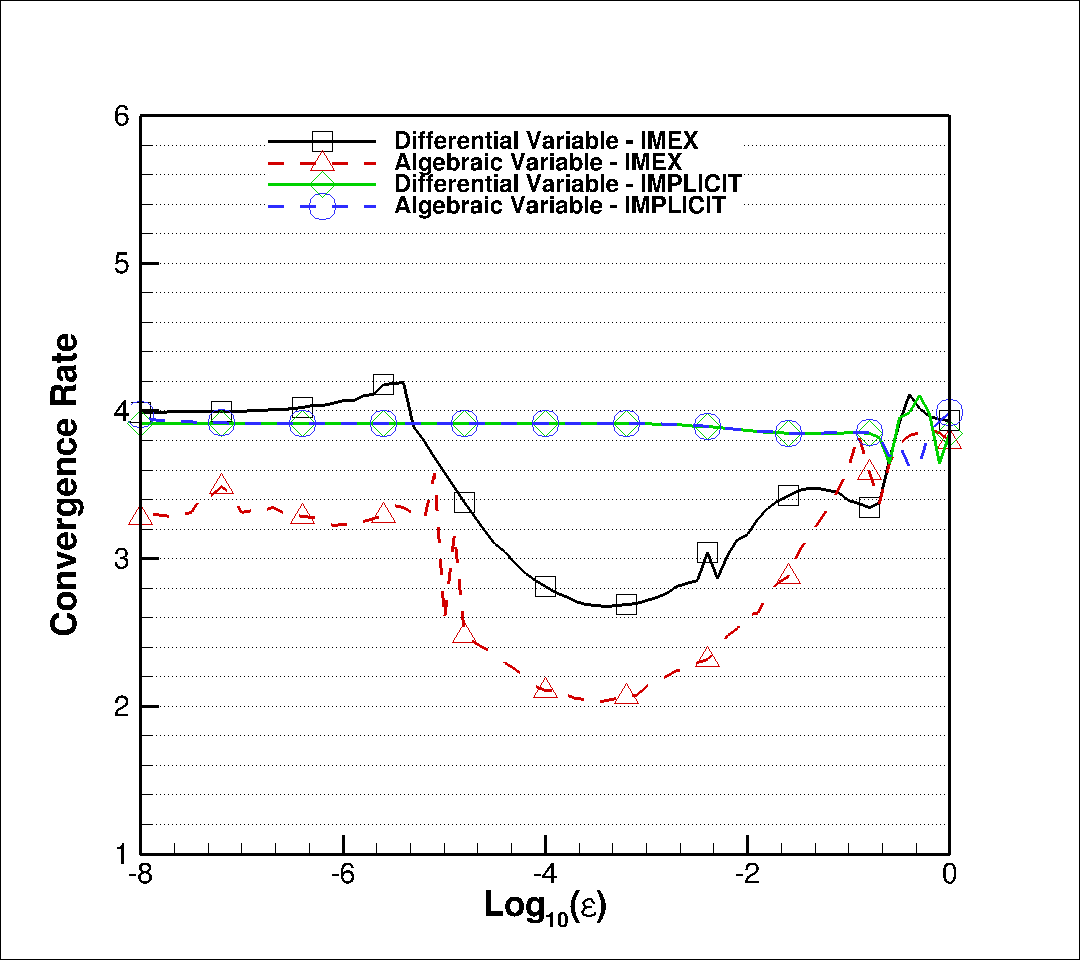 6
Differential Variable - IMEX
Algebraic Variable - IMEX
Differential Variable - IMPLICIT
Algebraic Variable - IMPLICIT
5
4
3
2
1
Convergence Rate
-8 -6 -4 -2 0
Log10(ε)